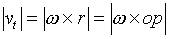 |v_t| = |ω × r| = |ω × op|